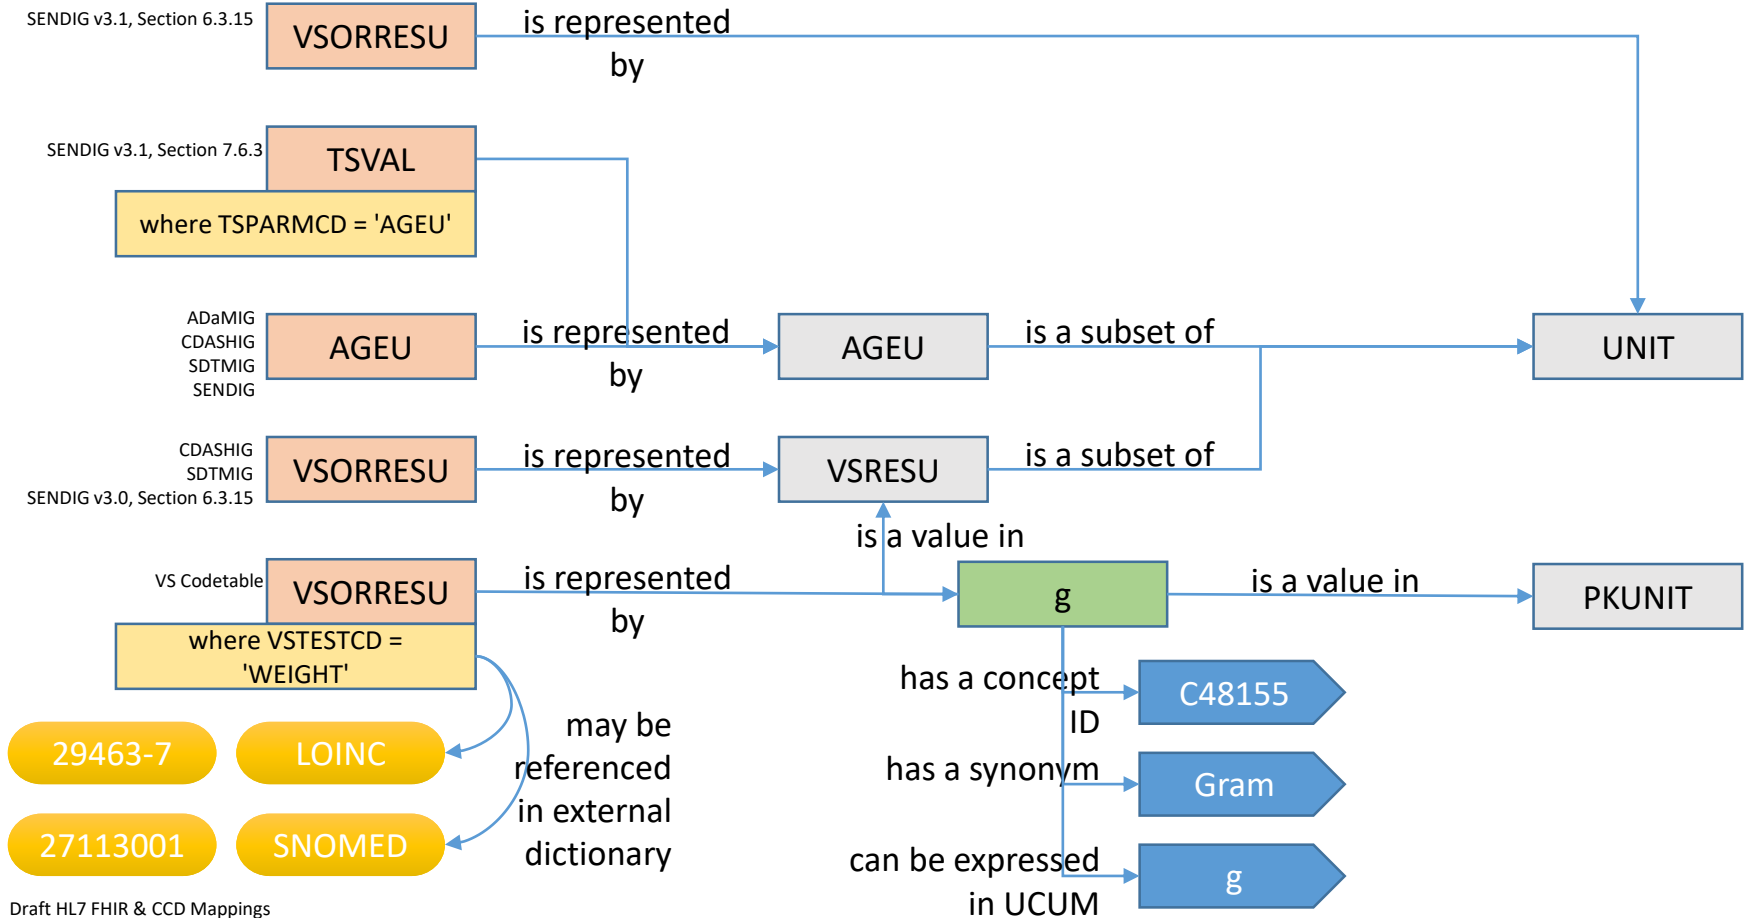 SENDIG v3.1, Section 6.3.15
VSORRESU
is represented
by
SENDIG v3.1, Section 7.6.3
TSVAL
where TSPARMCD = 'AGEU'
ADaMIG
CDASHIG
SDTMIG
SENDIG
AGEU
is represented
by
AGEU
is a subset of
UNIT
CDASHIG
SDTMIG
SENDIG v3.0, Section 6.3.15
VSORRESU
is represented
by
VSRESU
is a subset of
is a value in
VS Codetable
VSORRESU
where VSTESTCD =
'WEIGHT'
is represented
by
g
is a value in
PKUNIT
has a concept
ID
C48155
has a synonym
Gram
can be expressed
in UCUM
g
may be
referenced
in external
dictionary
29463-7
LOINC
27113001
SNOMED
Draft HL7 FHIR & CCD Mappings